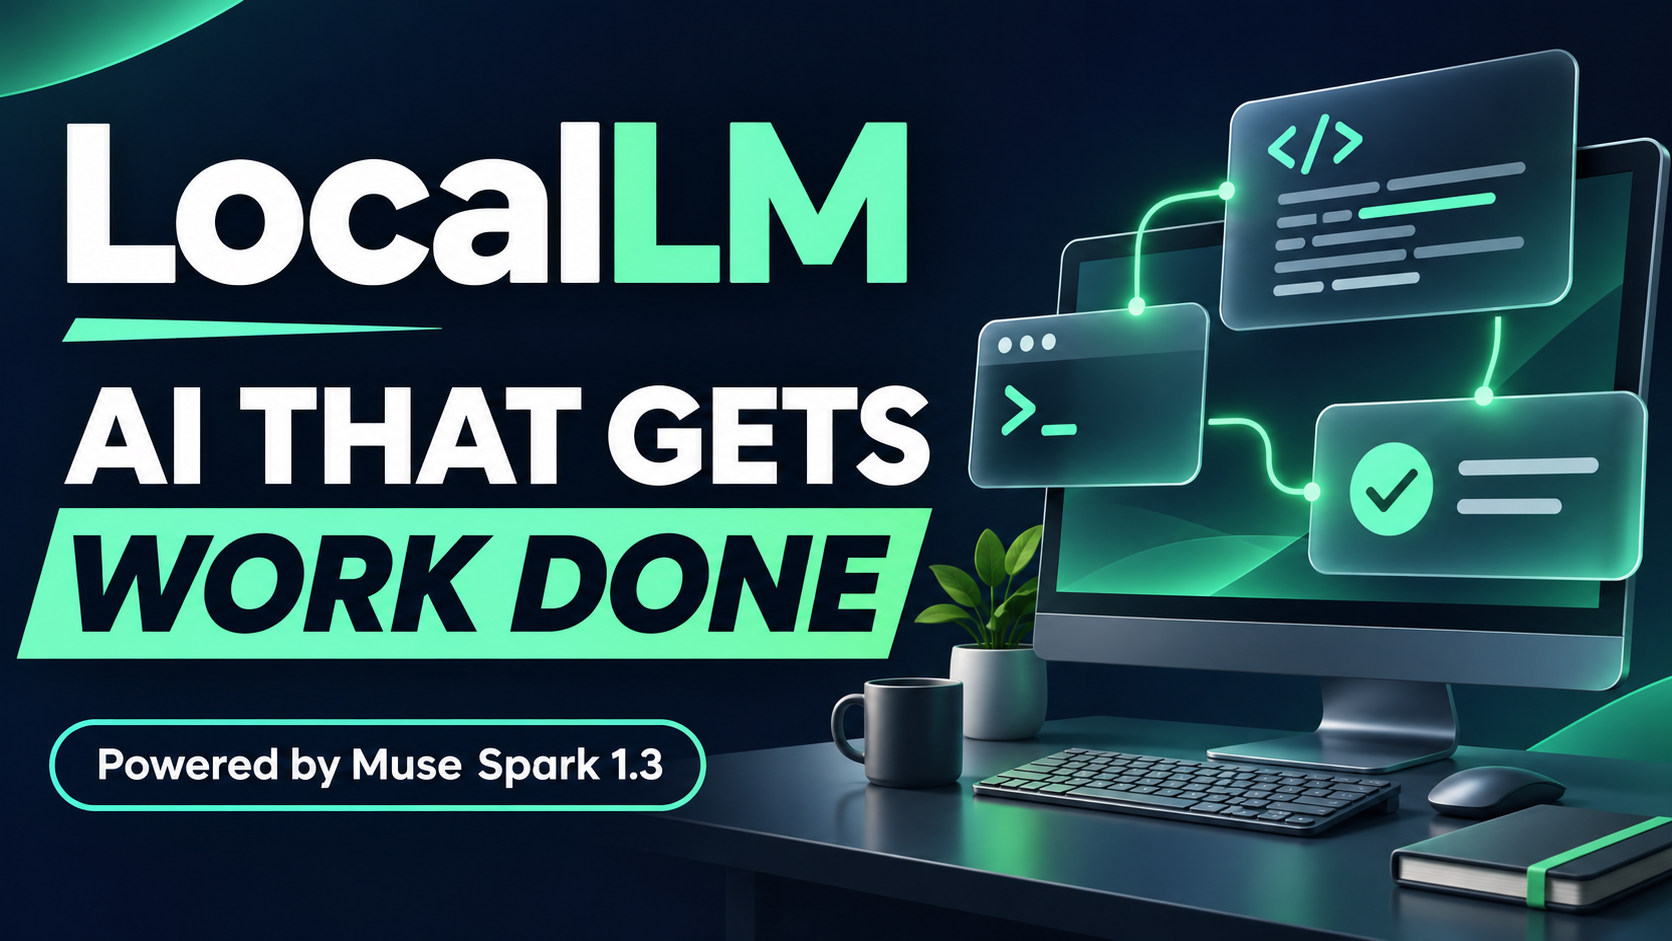 LocalLM
AI THAT GETS
WORK DONE
Powered by Muse Spark 1.3
</>
>_